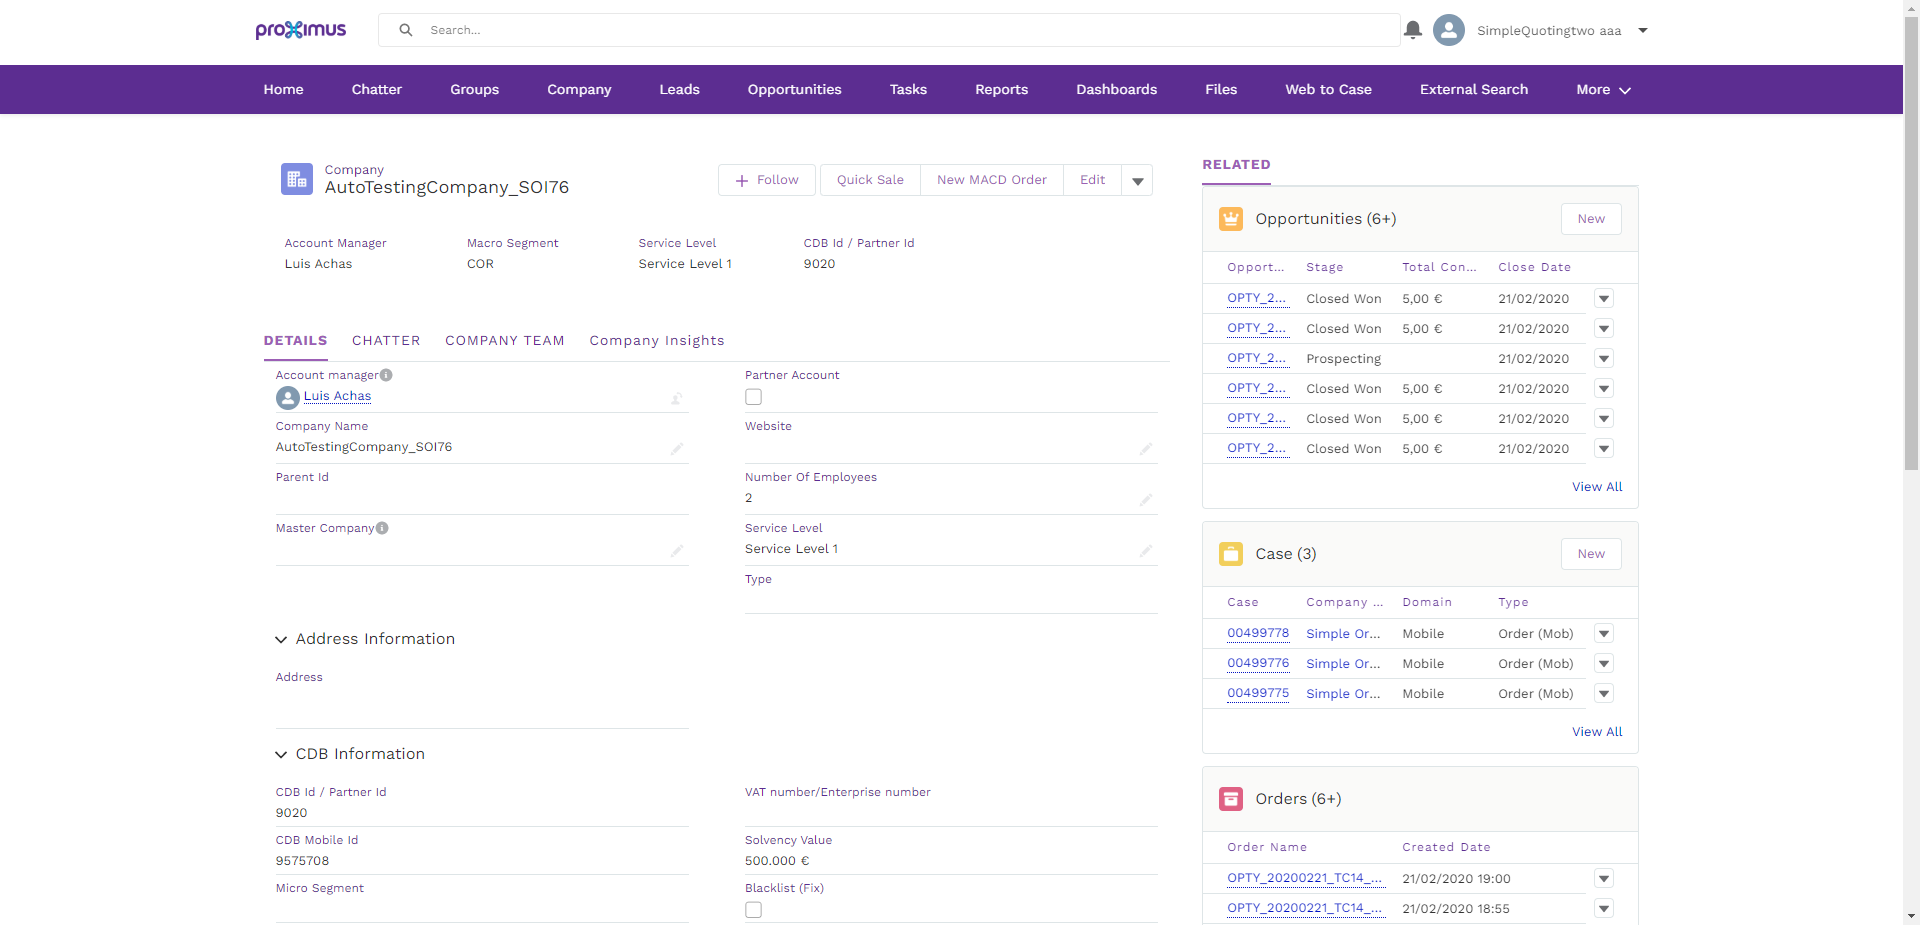 proximus
Search...
SimpleQuotingtwo aaa
Home Chatter Groups Company Leads Opportunities Tasks Reports Dashboards Files Web to Case External Search More
Company
AutoTestingCompany_SOI76
Follow Quick Sale New MACD Order Edit
Account Manager Macro Segment Service Level CDB Id / Partner Id
Luis Achas COR Service Level 1 9020
DETAILS CHATTER COMPANY TEAM Company Insights
Account manager Partner Account
Luis Achas
Company Name Website
AutoTestingCompany_SOI76
Parent Id Number Of Employees
2
Master Company Service Level
Service Level 1
Type
Address Information
Address
CDB Information
CDB Id / Partner Id VAT number/Enterprise number
9020
CDB Mobile Id Solvency Value
9575708 500.000 €
Micro Segment Blacklist (Fix)
RELATED
Opportunities (6+) New
Opport... Stage Total Con... Close Date
OPTY_2... Closed Won 5,00 € 21/02/2020
OPTY_2... Closed Won 5,00 € 21/02/2020
OPTY_2... Prospecting 21/02/2020
OPTY_2... Closed Won 5,00 € 21/02/2020
OPTY_2... Closed Won 5,00 € 21/02/2020
OPTY_2... Closed Won 5,00 € 21/02/2020
View All
Case (3) New
Case Company ... Domain Type
00499778 Simple Or... Mobile Order (Mob)
00499776 Simple Or... Mobile Order (Mob)
00499775 Simple Or... Mobile Order (Mob)
View All
Orders (6+)
Order Name Created Date
OPTY_20200221_TC14_... 21/02/2020 19:00
OPTY_20200221_TC14_... 21/02/2020 18:55